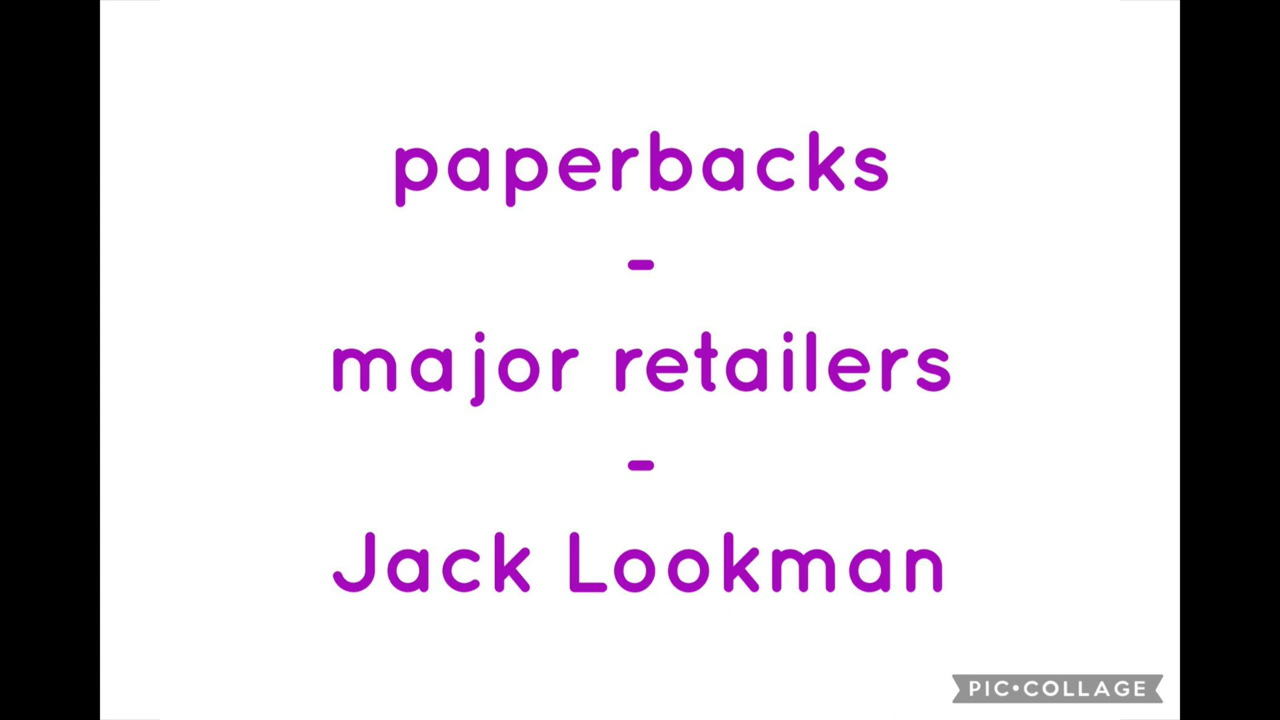 paperbacks
-
major retailers
-
Jack Lookman
PIC•COLLAGE